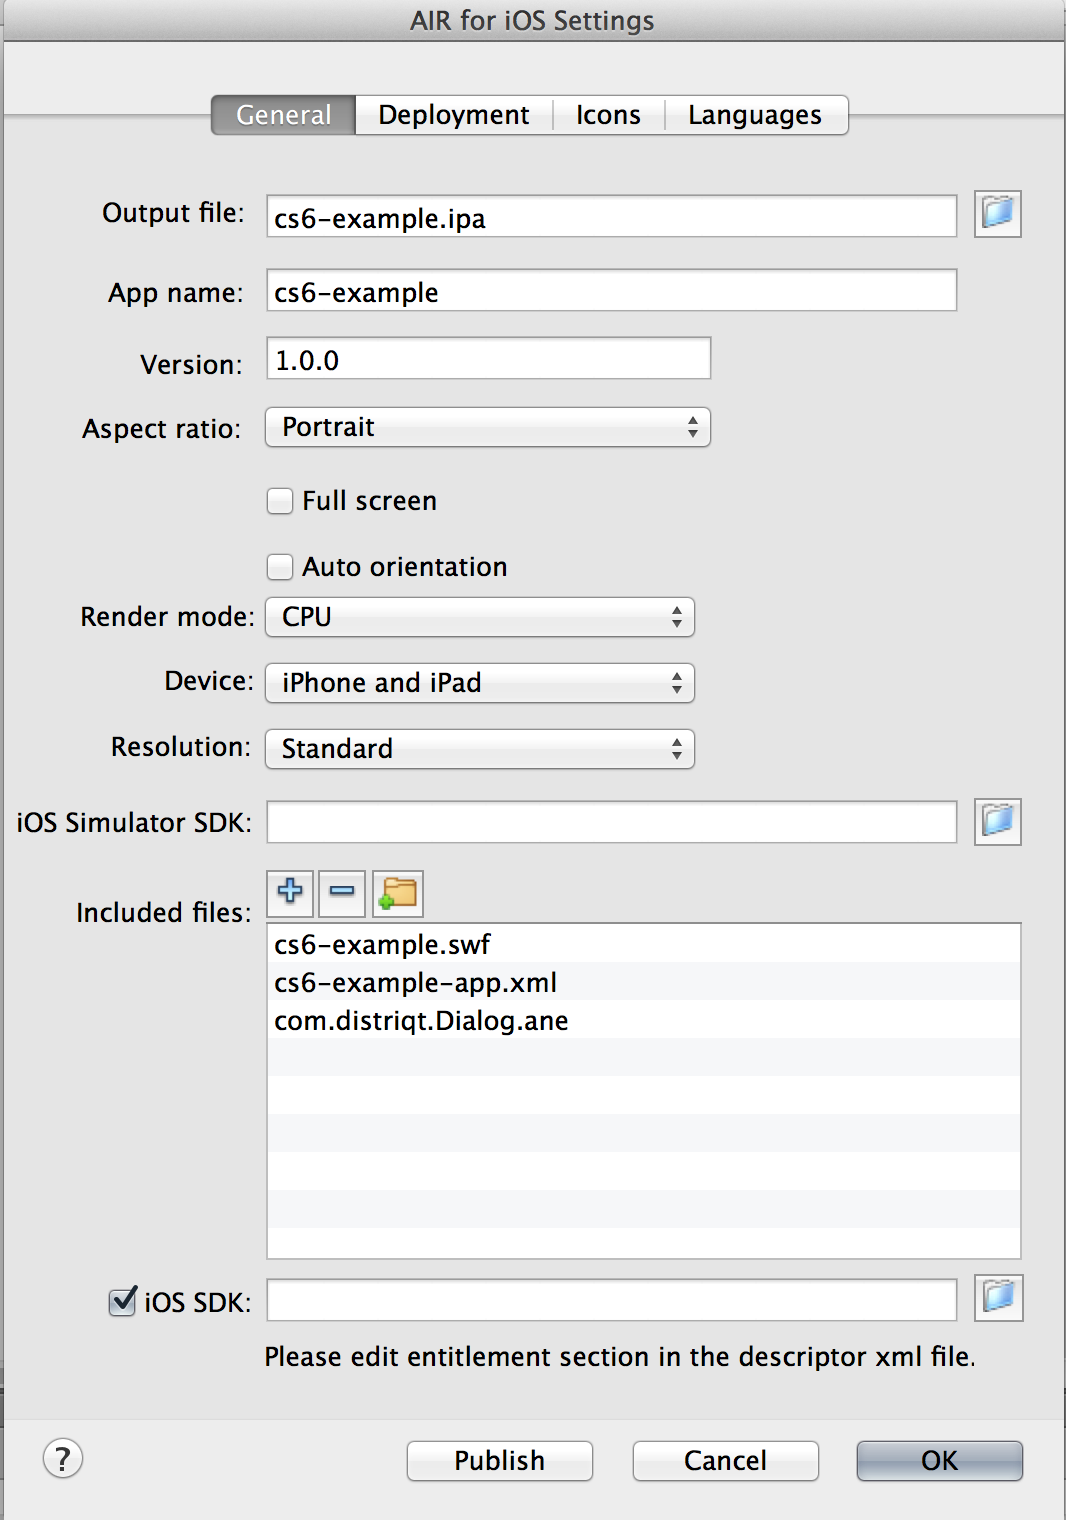 AIR for iOS Settings
General Deployment Icons Languages
Output file: cs6-example.ipa
App name: cs6-example
Version: 1.0.0
Aspect ratio: Portrait
Full screen
Auto orientation
Render mode: CPU
Device: iPhone and iPad
Resolution: Standard
iOS Simulator SDK:
Included files:
cs6-example.swf
cs6-example-app.xml
com.distriqt.Dialog.ane
iOS SDK:
Please edit entitlement section in the descriptor xml file.
? Publish Cancel OK